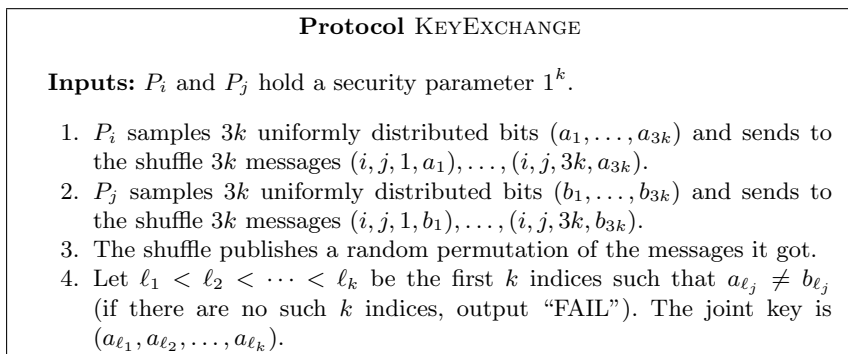 Protocol KEYEXCHANGE
Inputs: P_i and P_j hold a security parameter 1^k.
1. P_i samples 3k uniformly distributed bits (a_1, . . . , a_{3k}) and sends to
the shuffle 3k messages (i, j, 1, a_1), . . . , (i, j, 3k, a_{3k}).
2. P_j samples 3k uniformly distributed bits (b_1, . . . , b_{3k}) and sends to
the shuffle 3k messages (i, j, 1, b_1), . . . , (i, j, 3k, b_{3k}).
3. The shuffle publishes a random permutation of the messages it got.
4. Let ℓ_1 < ℓ_2 < · · · < ℓ_k be the first k indices such that a_{ℓ_j} ≠ b_{ℓ_j}
(if there are no such k indices, output “FAIL”). The joint key is
(a_{ℓ_1}, a_{ℓ_2}, . . . , a_{ℓ_k}).